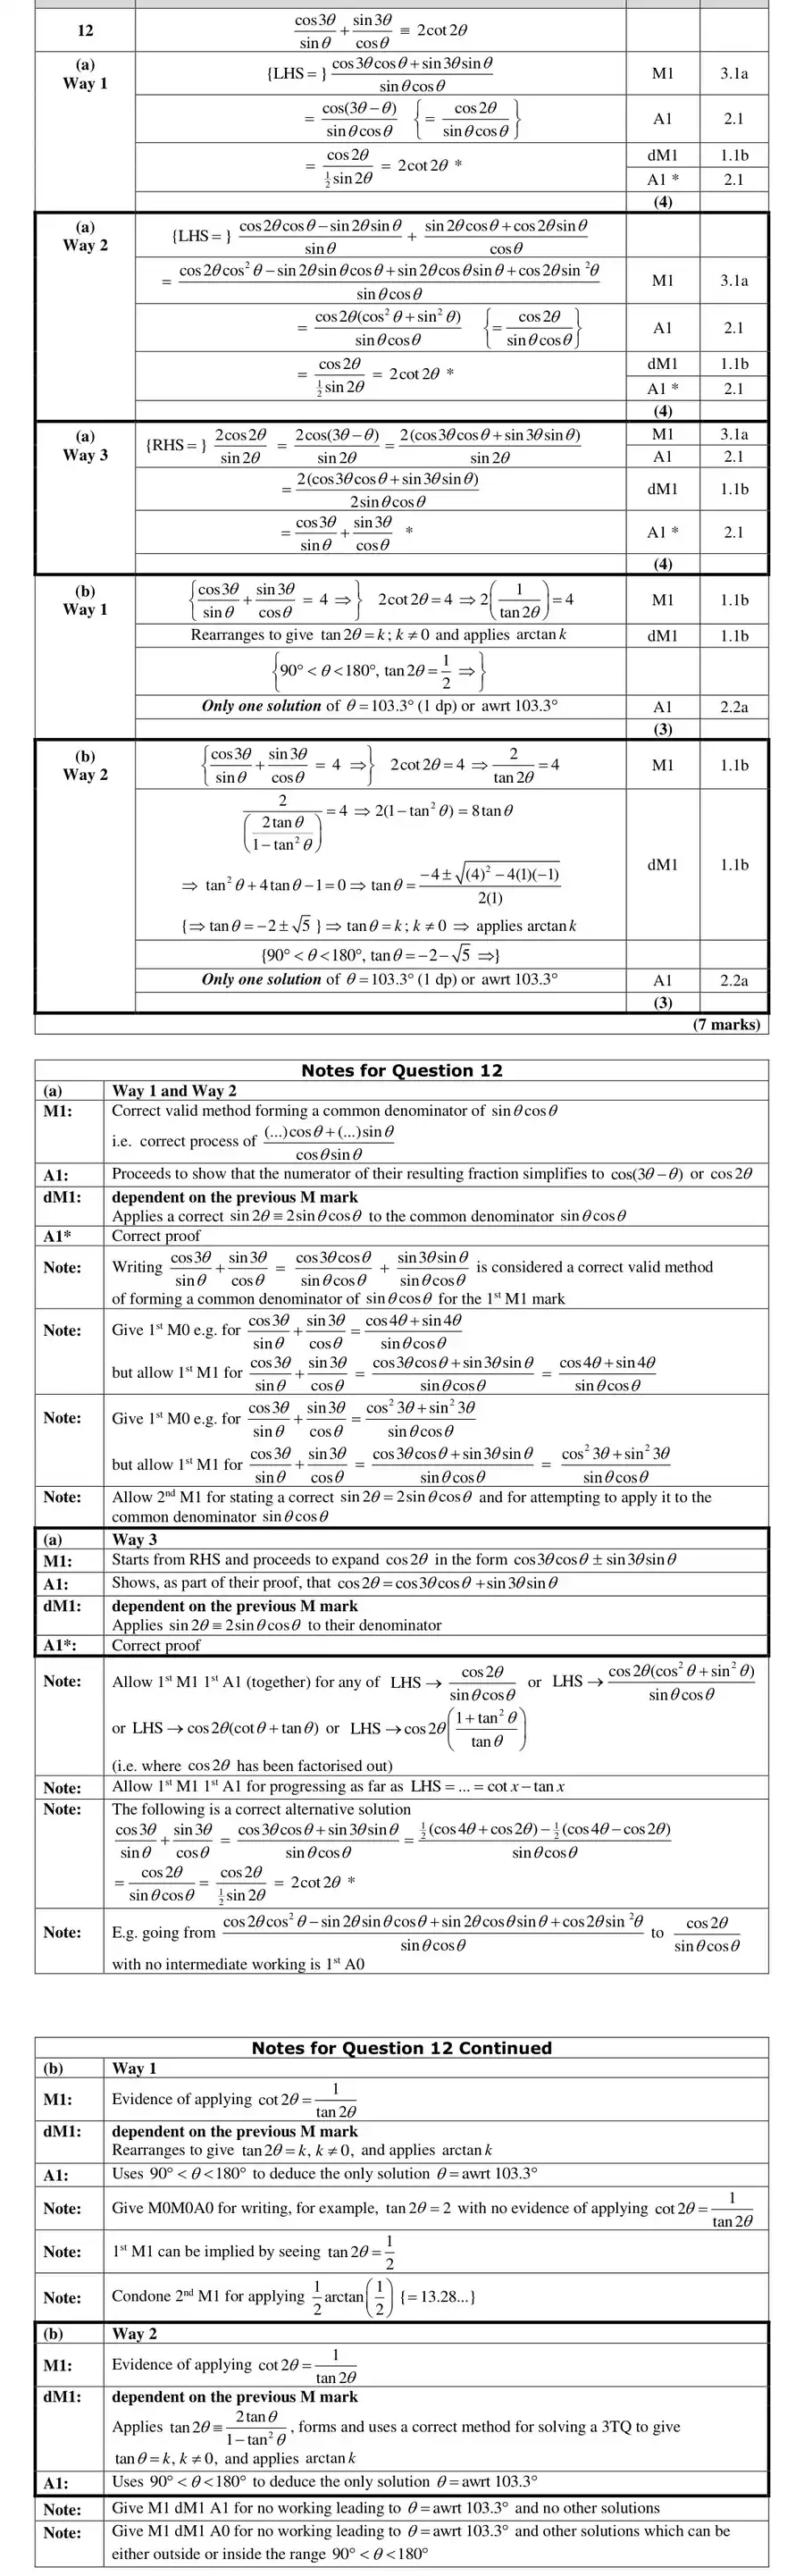 12 cos3θ/sinθ + sin3θ/cosθ ≡ 2cot2θ
(a) Way 1 {LHS = } (cos3θcosθ + sin3θsinθ)/(sinθcosθ) M1 3.1a
= cos(3θ − θ)/(sinθcosθ) { = cos2θ/(sinθcosθ) } A1 2.1
= cos2θ/(½sin2θ) = 2cot2θ * dM1 1.1b
A1 * 2.1
(4)
(a) Way 2 {LHS = } (cos2θcosθ − sin2θsinθ)/sinθ + (sin2θcosθ + cos2θsinθ)/cosθ
= (cos2θcos²θ − sin2θsinθcosθ + sin2θcosθsinθ + cos2θsin ²θ)/(sinθcosθ) M1 3.1a
= cos2θ(cos²θ + sin²θ)/(sinθcosθ) { = cos2θ/(sinθcosθ) } A1 2.1
= cos2θ/(½sin2θ) = 2cot2θ * dM1 1.1b
A1 * 2.1
(4)
(a) Way 3 {RHS = } 2cos2θ/sin2θ = 2cos(3θ − θ)/sin2θ = 2(cos3θcosθ + sin3θsinθ)/sin2θ M1 3.1a
A1 2.1
= 2(cos3θcosθ + sin3θsinθ)/(2sinθcosθ) dM1 1.1b
= cos3θ/sinθ + sin3θ/cosθ * A1 * 2.1
(4)
(b) Way 1 { cos3θ/sinθ + sin3θ/cosθ = 4 ⇒ } 2cot2θ = 4 ⇒ 2(1/tan2θ) = 4 M1 1.1b
Rearranges to give tan2θ = k; k ≠ 0 and applies arctan k dM1 1.1b
{ 90° < θ < 180°, tan2θ = 1/2 ⇒ }
Only one solution of θ = 103.3° (1 dp) or awrt 103.3° A1 2.2a
(3)
(b) Way 2 { cos3θ/sinθ + sin3θ/cosθ = 4 ⇒ } 2cot2θ = 4 ⇒ 2/tan2θ = 4 M1 1.1b
2/(2tanθ/(1 − tan²θ)) = 4 ⇒ 2(1 − tan²θ) = 8tanθ
⇒ tan²θ + 4tanθ − 1 = 0 ⇒ tanθ = (−4 ± √((4)² − 4(1)(−1)))/2(1) dM1 1.1b
{⇒ tanθ = −2 ± √5 } ⇒ tanθ = k; k ≠ 0 ⇒ applies arctan k
{90° < θ < 180°, tanθ = −2 − √5 ⇒}
Only one solution of θ = 103.3° (1 dp) or awrt 103.3° A1 2.2a
(3)
(7 marks)
Notes for Question 12
(a) Way 1 and Way 2
M1: Correct valid method forming a common denominator of sinθcosθ
i.e. correct process of ((...)cosθ + (...)sinθ)/(cosθsinθ)
A1: Proceeds to show that the numerator of their resulting fraction simplifies to cos(3θ − θ) or cos2θ
dM1: dependent on the previous M mark
Applies a correct sin2θ ≡ 2sinθcosθ to the common denominator sinθcosθ
A1* Correct proof
Note: Writing cos3θ/sinθ + sin3θ/cosθ = cos3θcosθ/(sinθcosθ) + sin3θsinθ/(sinθcosθ) is considered a correct valid method
of forming a common denominator of sinθcosθ for the 1st M1 mark
Note: Give 1st M0 e.g. for cos3θ/sinθ + sin3θ/cosθ = (cos4θ + sin4θ)/(sinθcosθ)
but allow 1st M1 for cos3θ/sinθ + sin3θ/cosθ = (cos3θcosθ + sin3θsinθ)/(sinθcosθ) = (cos4θ + sin4θ)/(sinθcosθ)
Note: Give 1st M0 e.g. for cos3θ/sinθ + sin3θ/cosθ = (cos²3θ + sin²3θ)/(sinθcosθ)
but allow 1st M1 for cos3θ/sinθ + sin3θ/cosθ = (cos3θcosθ + sin3θsinθ)/(sinθcosθ) = (cos²3θ + sin²3θ)/(sinθcosθ)
Note: Allow 2nd M1 for stating a correct sin2θ = 2sinθcosθ and for attempting to apply it to the
common denominator sinθcosθ
(a) Way 3
M1: Starts from RHS and proceeds to expand cos2θ in the form cos3θcosθ ± sin3θsinθ
A1: Shows, as part of their proof, that cos2θ = cos3θcosθ + sin3θsinθ
dM1: dependent on the previous M mark
Applies sin2θ ≡ 2sinθcosθ to their denominator
A1*: Correct proof
Note: Allow 1st M1 1st A1 (together) for any of LHS → cos2θ/(sinθcosθ) or LHS → cos2θ(cos²θ + sin²θ)/(sinθcosθ)
or LHS → cos2θ(cotθ + tanθ) or LHS → cos2θ((1 + tan²θ)/tanθ)
(i.e. where cos2θ has been factorised out)
Note: Allow 1st M1 1st A1 for progressing as far as LHS = ... = cot x − tan x
Note: The following is a correct alternative solution
cos3θ/sinθ + sin3θ/cosθ = (cos3θcosθ + sin3θsinθ)/(sinθcosθ) = (½(cos4θ + cos2θ) − ½(cos4θ − cos2θ))/(sinθcosθ)
= cos2θ/(sinθcosθ) = cos2θ/(½sin2θ) = 2cot2θ *
Note: E.g. going from (cos2θcos²θ − sin2θsinθcosθ + sin2θcosθsinθ + cos2θsin ²θ)/(sinθcosθ) to cos2θ/(sinθcosθ)
with no intermediate working is 1st A0
Notes for Question 12 Continued
(b) Way 1
M1: Evidence of applying cot2θ = 1/tan2θ
dM1: dependent on the previous M mark
Rearranges to give tan2θ = k, k ≠ 0, and applies arctan k
A1: Uses 90° < θ < 180° to deduce the only solution θ = awrt 103.3°
Note: Give M0M0A0 for writing, for example, tan2θ = 2 with no evidence of applying cot2θ = 1/tan2θ
Note: 1st M1 can be implied by seeing tan2θ = 1/2
Note: Condone 2nd M1 for applying 1/2 arctan(1/2) {= 13.28...}
(b) Way 2
M1: Evidence of applying cot2θ = 1/tan2θ
dM1: dependent on the previous M mark
Applies tan2θ ≡ 2tanθ/(1 − tan²θ), forms and uses a correct method for solving a 3TQ to give
tanθ = k, k ≠ 0, and applies arctan k
A1: Uses 90° < θ < 180° to deduce the only solution θ = awrt 103.3°
Note: Give M1 dM1 A1 for no working leading to θ = awrt 103.3° and no other solutions
Note: Give M1 dM1 A0 for no working leading to θ = awrt 103.3° and other solutions which can be
either outside or inside the range 90° < θ < 180°